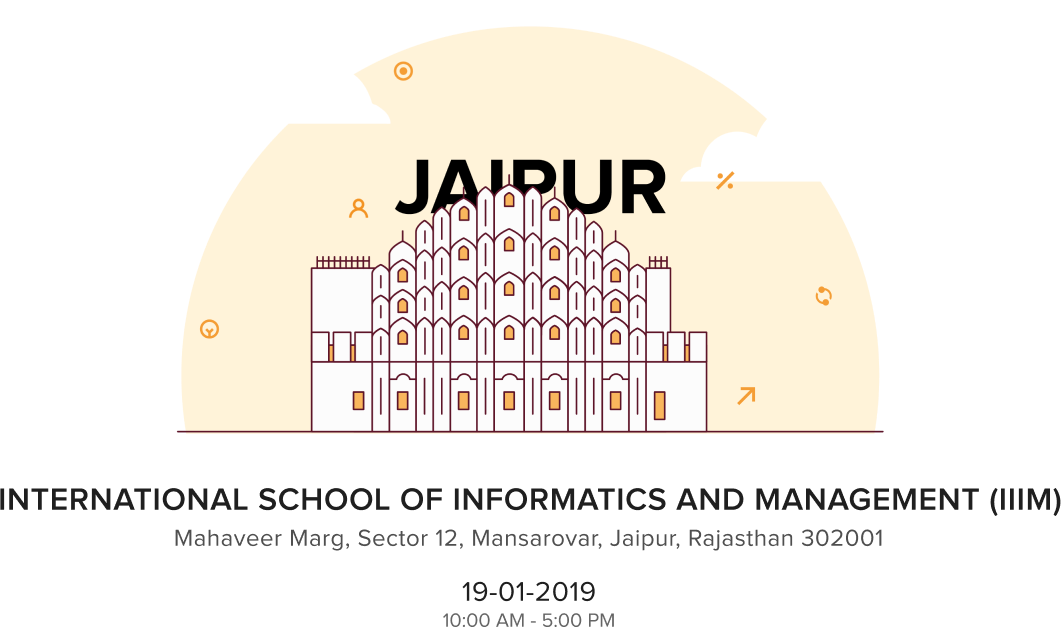 JAIPUR
INTERNATIONAL SCHOOL OF INFORMATICS AND MANAGEMENT (IIIM)
Mahaveer Marg, Sector 12, Mansarovar, Jaipur, Rajasthan 302001
19-01-2019
10:00 AM - 5:00 PM